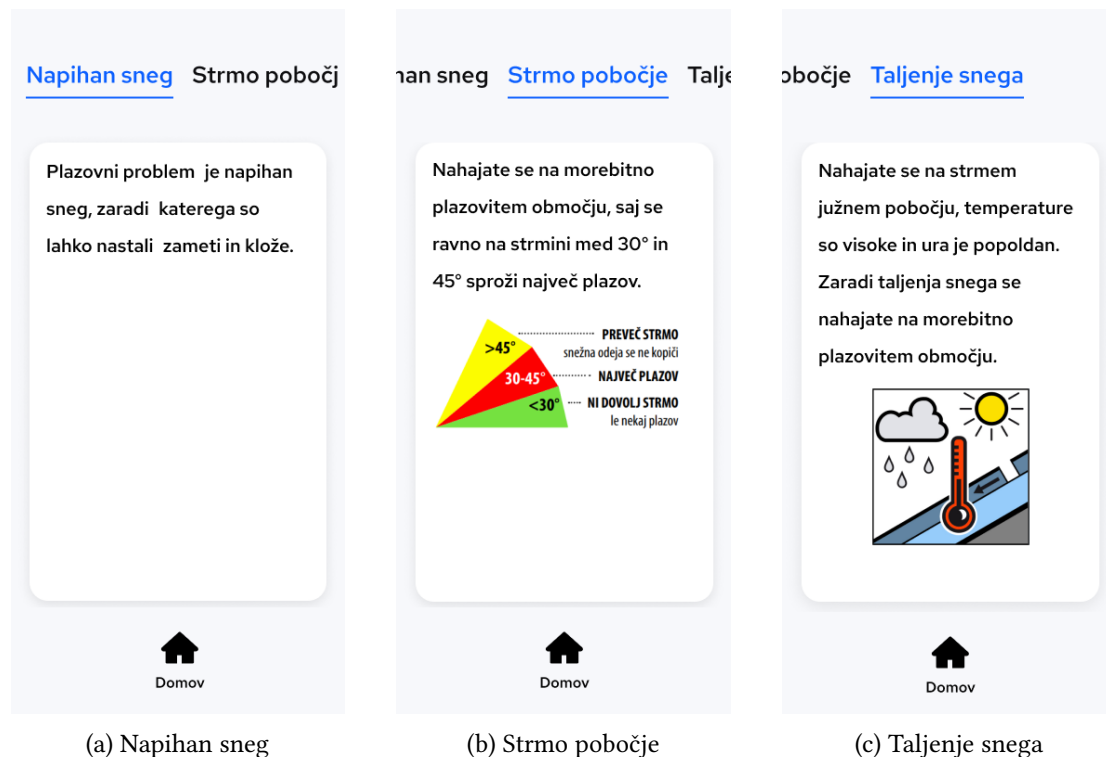 Napihan sneg Strmo pobočj
Plazovni problem je napihan
sneg, zaradi katerega so
lahko nastali zameti in klože.
Domov
(a) Napihan sneg
han sneg Strmo pobočje Talje
Nahajate se na morebitno
plazovitem območju, saj se
ravno na strmini med 30° in
45° sproži največ plazov.
>45°
PREVEČ STRMO
snežna odeja se ne kopiči
30-45°
NAJVEČ PLAZOV
<30°
NI DOVOLJ STRMO
le nekaj plazov
Domov
(b) Strmo pobočje
obočje Taljenje snega
Nahajate se na strmem
južnem pobočju, temperature
so visoke in ura je popoldan.
Zaradi taljenja snega se
nahajate na morebitno
plazovitem območju.
Domov
(c) Taljenje snega